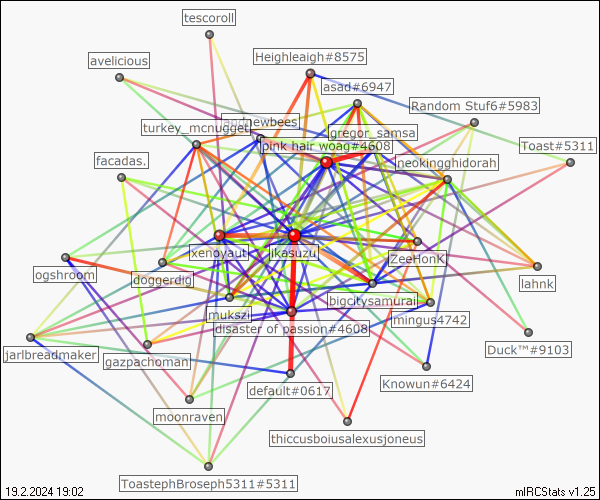 tescoroll
avelicious
Heighleaigh#8575
asad#6947
Random Stuf6#5983
andrewbees
turkey_mcnugget
gregor_samsa
pink hair woag#4608
Toast#5311
facadas.
neokingghidorah
xenoyaut
jkasuzu
zeeHonK
ogshroom
doggerdig
lahnk
bigcitysamurai
mukszi
mingus4742
disaster of passion#4608
jarlbreadmaker
gazpachoman
Duck™#9103
default#0617
Knowun#6424
moonraven
thiccusboiusalexusjoneus
ToastephBroseph5311#5311
19.2.2024 19:02
mIRCStats v1.25